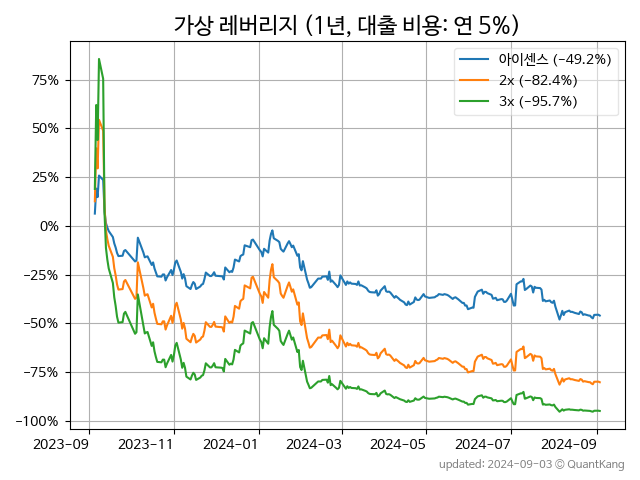 가상 레버리지 (1년, 대출 비용: 연 5%)
아이센스 (-49.2%)
2x (-82.4%)
3x (-95.7%)
75%
50%
25%
0%
−25%
−50%
−75%
−100%
2023-09 2023-11 2024-01 2024-03 2024-05 2024-07 2024-09
updated: 2024-09-03 © QuantKang